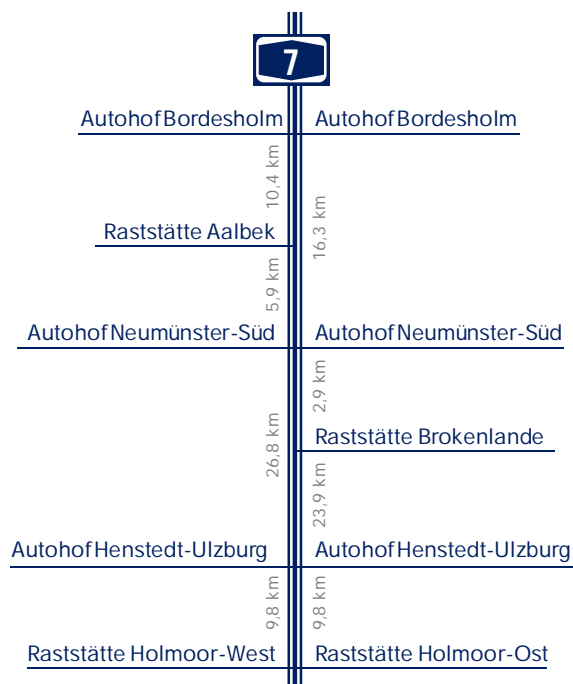 7
Autohof Bordesholm
Autohof Bordesholm
10,4 km
16,3 km
Raststätte Aalbek
5,9 km
Autohof Neumünster-Süd
Autohof Neumünster-Süd
2,9 km
26,8 km
Raststätte Brokenlande
23,9 km
Autohof Henstedt-Ulzburg
Autohof Henstedt-Ulzburg
9,8 km
9,8 km
Raststätte Holmoor-West
Raststätte Holmoor-Ost